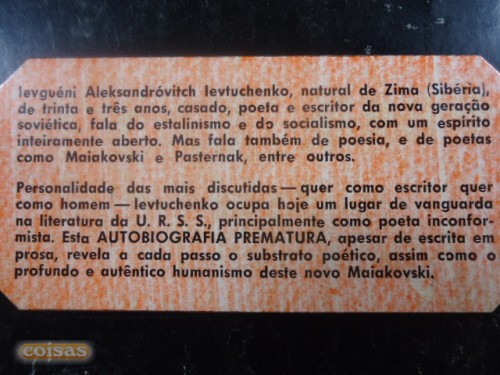 Ievguéni Aleksandróvitch Ievtuchenko, natural de Zima (Sibéria),
de trinta e três anos, casado, poeta e escritor da nova geração
soviética, fala do estalinismo e do socialismo, com um espírito
inteiramente aberto. Mas fala também de poesia, e de poetas
como Maiakovski e Pasternak, entre outros.
Personalidade das mais discutidas — quer como escritor quer
como homem — Ievtuchenko ocupa hoje um lugar de vanguarda
na literatura da U. R. S. S., principalmente como poeta inconfor-
mista. Esta AUTOBIOGRAFIA PREMATURA, apesar de escrita em
prosa, revela a cada passo o substrato poético, assim como o
profundo e autêntico humanismo deste novo Maiakovski.
coisas